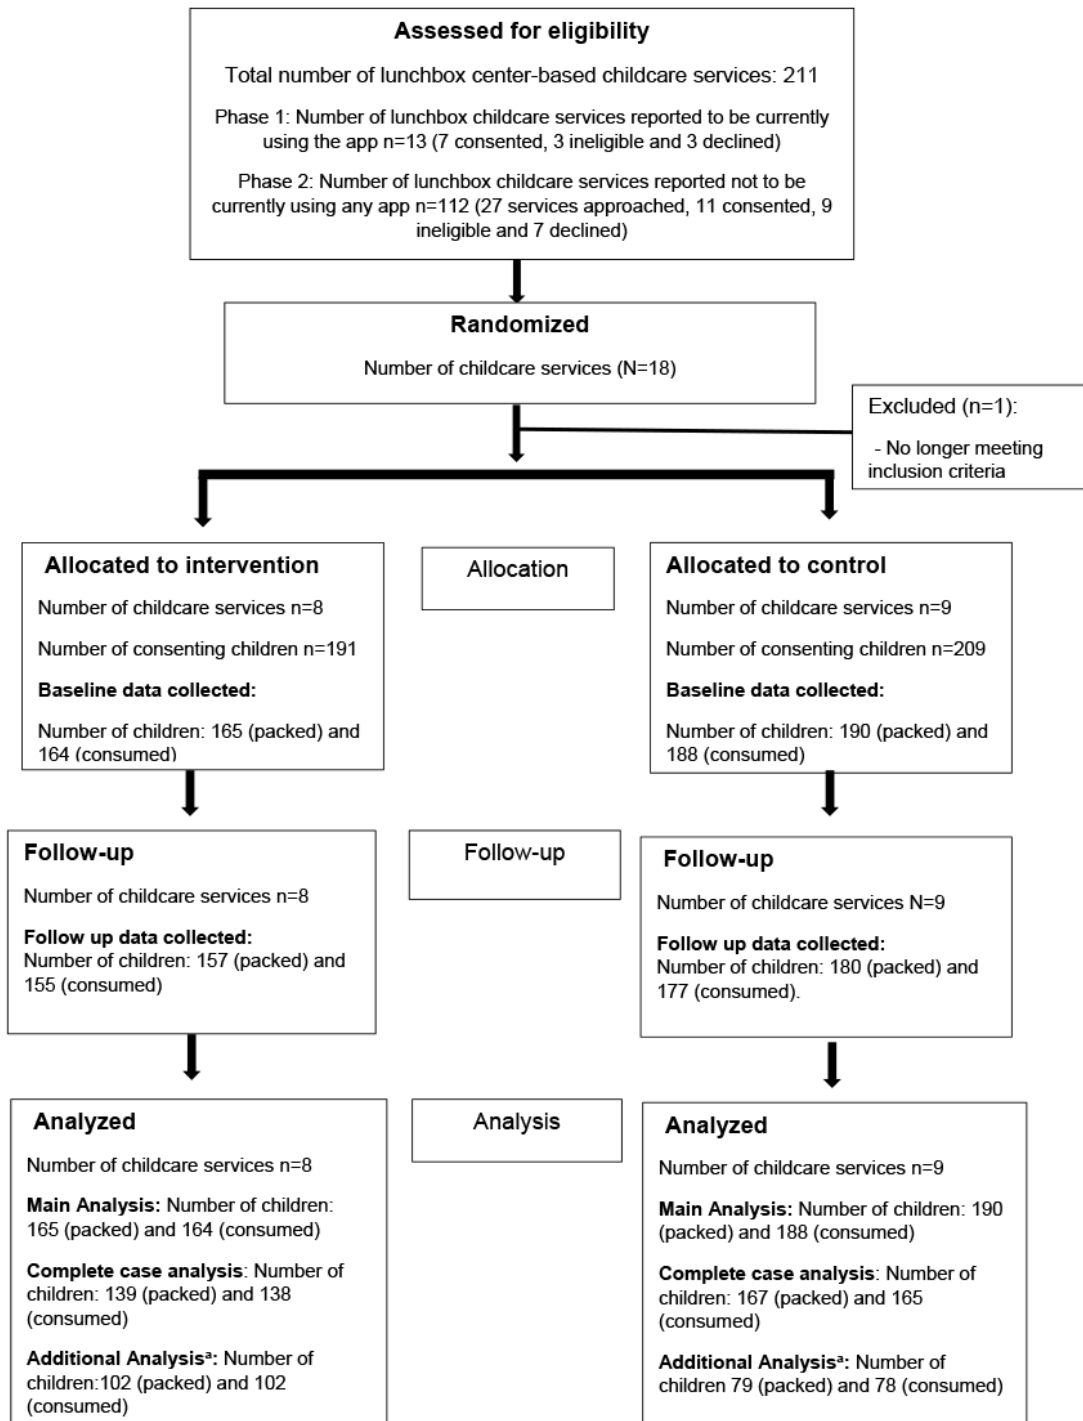 Assessed for eligibility
Total number of lunchbox center-based childcare services: 211
Phase 1: Number of lunchbox childcare services reported to be currently
using the app n=13 (7 consented, 3 ineligible and 3 declined)
Phase 2: Number of lunchbox childcare services reported not to be
currently using any app n=112 (27 services approached, 11 consented, 9
ineligible and 7 declined)
Randomized
Number of childcare services (N=18)
Excluded (n=1):
- No longer meeting
inclusion criteria
Allocated to intervention
Number of childcare services n=8
Number of consenting children n=191
Baseline data collected:
Number of children: 165 (packed) and
164 (consumed)
Allocation
Allocated to control
Number of childcare services n=9
Number of consenting children n=209
Baseline data collected:
Number of children: 190 (packed) and
188 (consumed)
Follow-up
Number of childcare services n=8
Follow up data collected:
Number of children: 157 (packed) and
155 (consumed)
Follow-up
Follow-up
Number of childcare services N=9
Follow up data collected:
Number of children: 180 (packed) and
177 (consumed).
Analyzed
Number of childcare services n=8
Main Analysis: Number of children:
165 (packed) and 164 (consumed)
Complete case analysis: Number of
children: 139 (packed) and 138
(consumed)
Additional Analysisª: Number of
children:102 (packed) and 102
(consumed)
Analysis
Analyzed
Number of childcare services n=9
Main Analysis: Number of children: 190
(packed) and 188 (consumed)
Complete case analysis: Number of
children: 167 (packed) and 165
(consumed)
Additional Analysisª: Number of
children 79 (packed) and 78 (consumed)